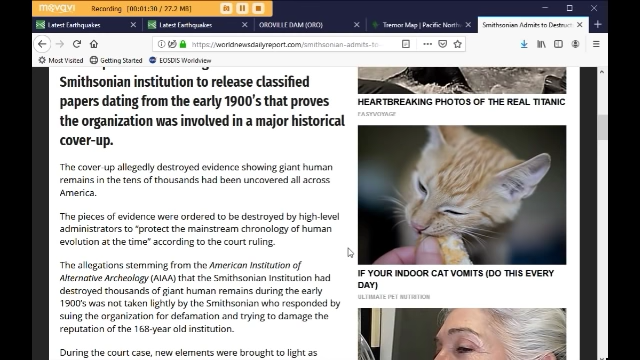 movavi
Recording | 00:01:30 / 27.2 MB |
Latest Earthquakes
Latest Earthquakes
OROVILLE DAM (ORO)
Tremor Map | Pacific Northw
Smithsonian Admits to Destruct
https://worldnewsdailyreport.com/smithsonian-admits-to-
Most Visited
Getting Started
EOSDIS Worldview
Smithsonian institution to release classified
papers dating from the early 1900's that proves
the organization was involved in a major historical
cover-up.
The cover-up allegedly destroyed evidence showing giant human
remains in the tens of thousands had been uncovered all across
America.
The pieces of evidence were ordered to be destroyed by high-level
administrators to “protect the mainstream chronology of human
evolution at the time” according to the court ruling.
The allegations stemming from the American Institution of
Alternative Archeology (AIAA) that the Smithsonian Institution had
destroyed thousands of giant human remains during the early
1900's was not taken lightly by the Smithsonian who responded by
suing the organization for defamation and trying to damage the
reputation of the 168-year old institution.
During the court case, new elements were brought to light as
HEARTBREAKING PHOTOS OF THE REAL TITANIC
EASYVOYAGE
IF YOUR INDOOR CAT VOMITS (DO THIS EVERY
DAY)
ULTIMATE PET NUTRITION